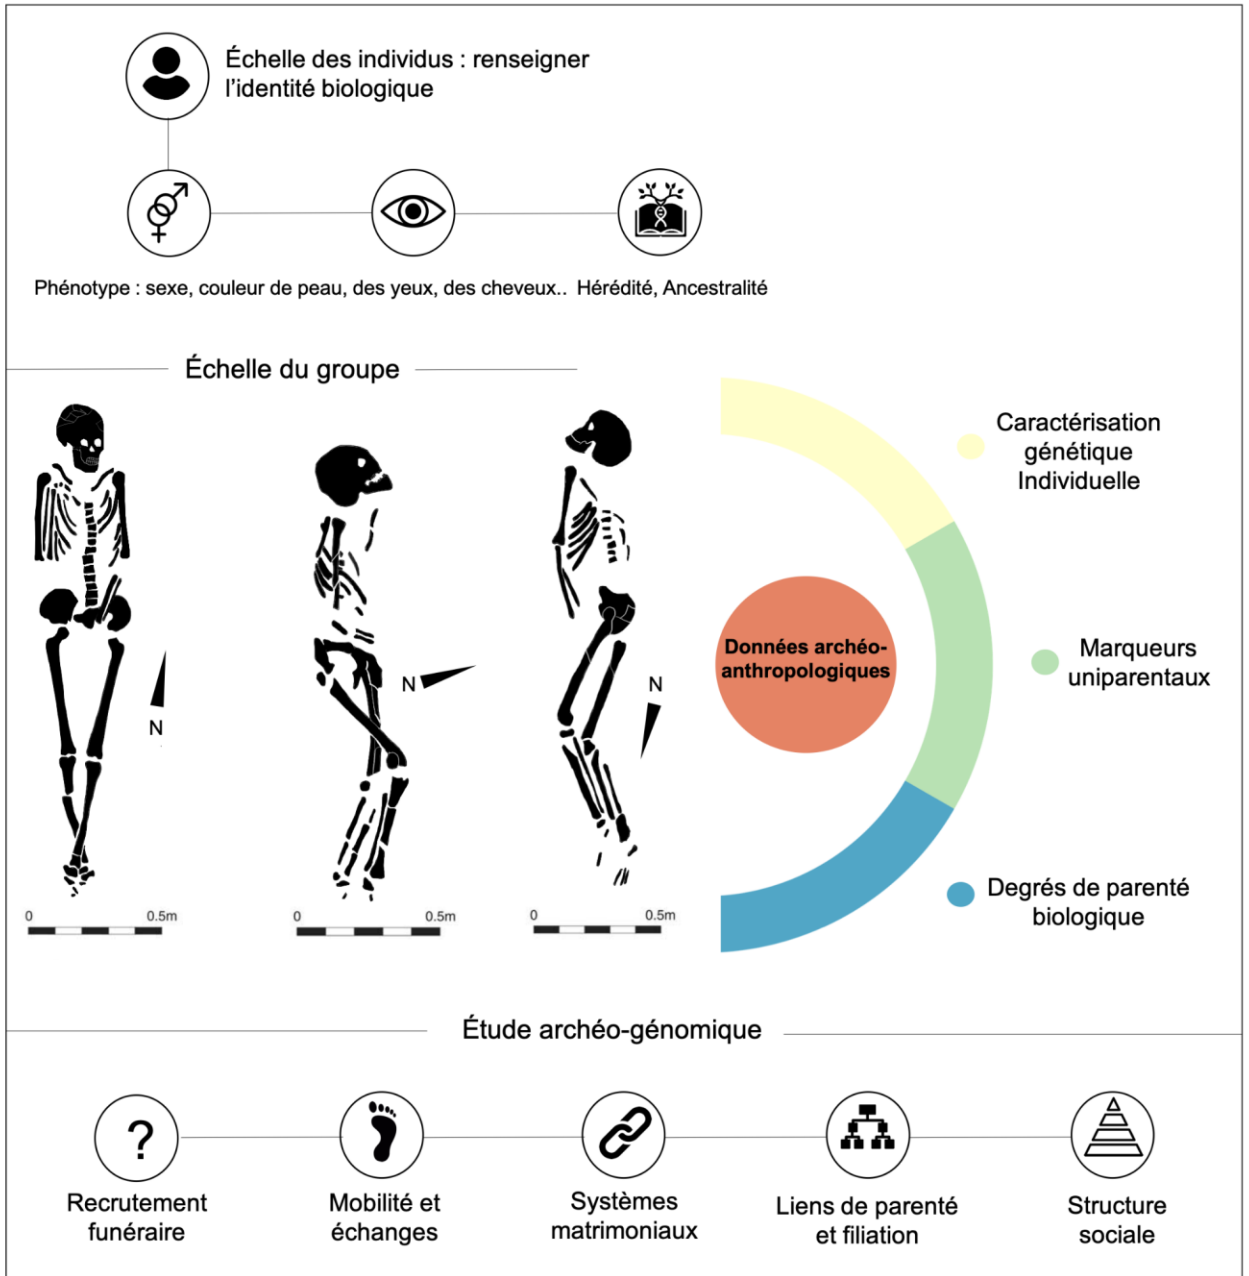 Échelle des individus : renseigner
l'identité biologique
Phénotype : sexe, couleur de peau, des yeux, des cheveux.. Hérédité, Ancestralité
Échelle du groupe
Caractérisation
génétique
Individuelle
Données archéo-
anthropologiques
Marqueurs
uniparentaux
N
N
N
Degrés de parenté
biologique
0 0.5m
0 0.5m
0 0.5m
Étude archéo-génomique
?
Recrutement
funéraire
Mobilité et
échanges
Systèmes
matrimoniaux
Liens de parenté
et filiation
Structure
sociale